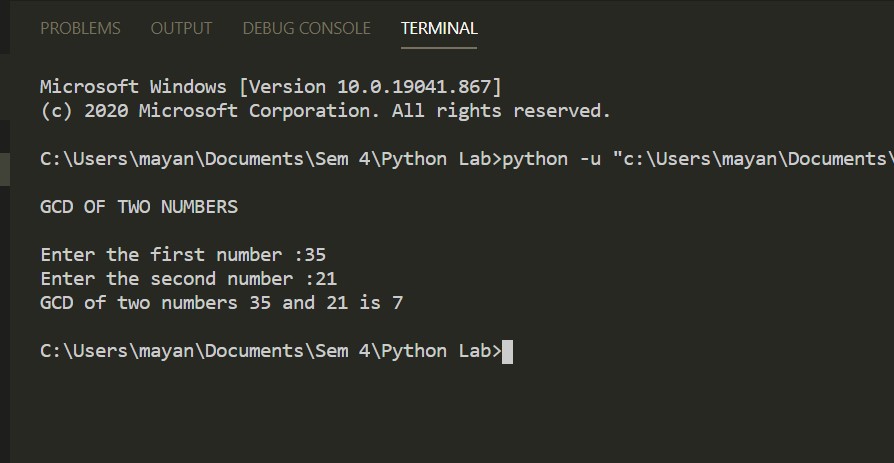 PROBLEMS OUTPUT DEBUG CONSOLE TERMINAL
Microsoft Windows [Version 10.0.19041.867]
(c) 2020 Microsoft Corporation. All rights reserved.
C:\Users\mayan\Documents\Sem 4\Python Lab>python -u "c:\Users\mayan\Documents\
GCD OF TWO NUMBERS
Enter the first number :35
Enter the second number :21
GCD of two numbers 35 and 21 is 7
C:\Users\mayan\Documents\Sem 4\Python Lab>